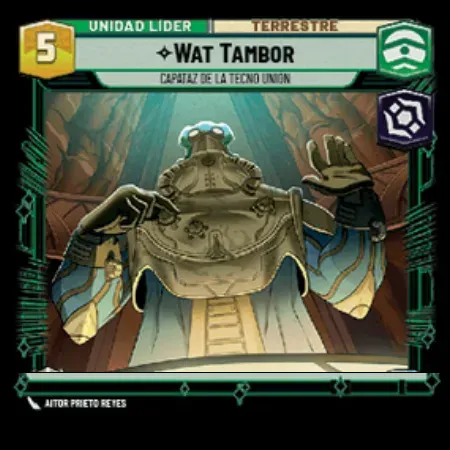 UNIDAD LÍDER
TERRESTRE
5
WAT TAMBOR
CAPATAZ DE LA TECNO UNIÓN
AITOR PRIETO REYES